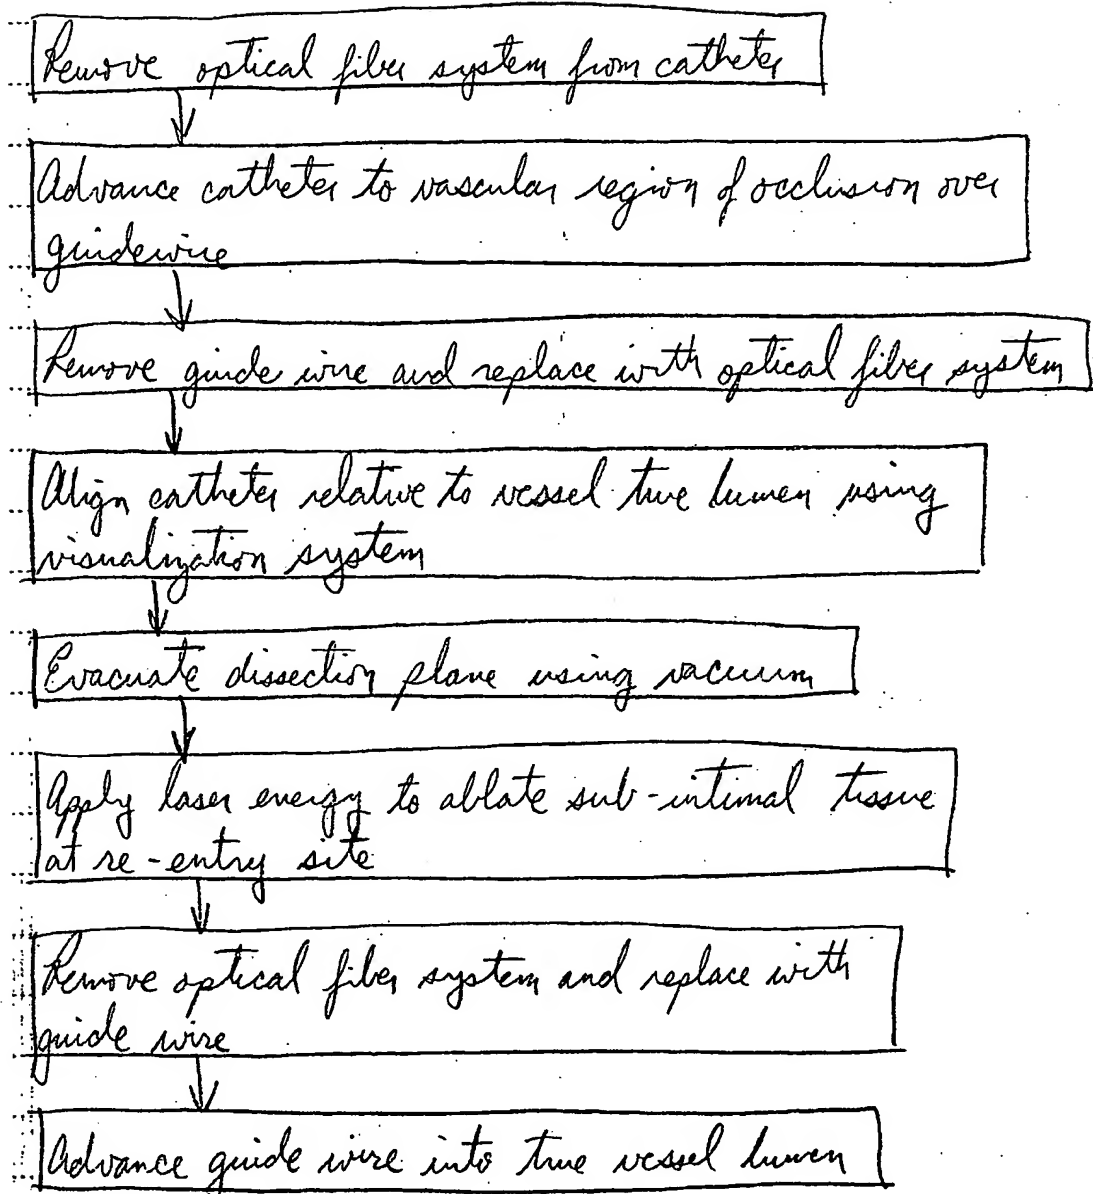 Remove optical fiber system from catheter
Advance catheter to vascular region of occlusion over
guidewire
Remove guide wire and replace with optical fiber system
Align catheter relative to vessel true lumen using
visualization system
Evacuate dissection plane using vacuum
Apply laser energy to ablate sub-intimal tissue
at re-entry site
Remove optical fiber system and replace with
guide wire
Advance guide wire into true vessel lumen